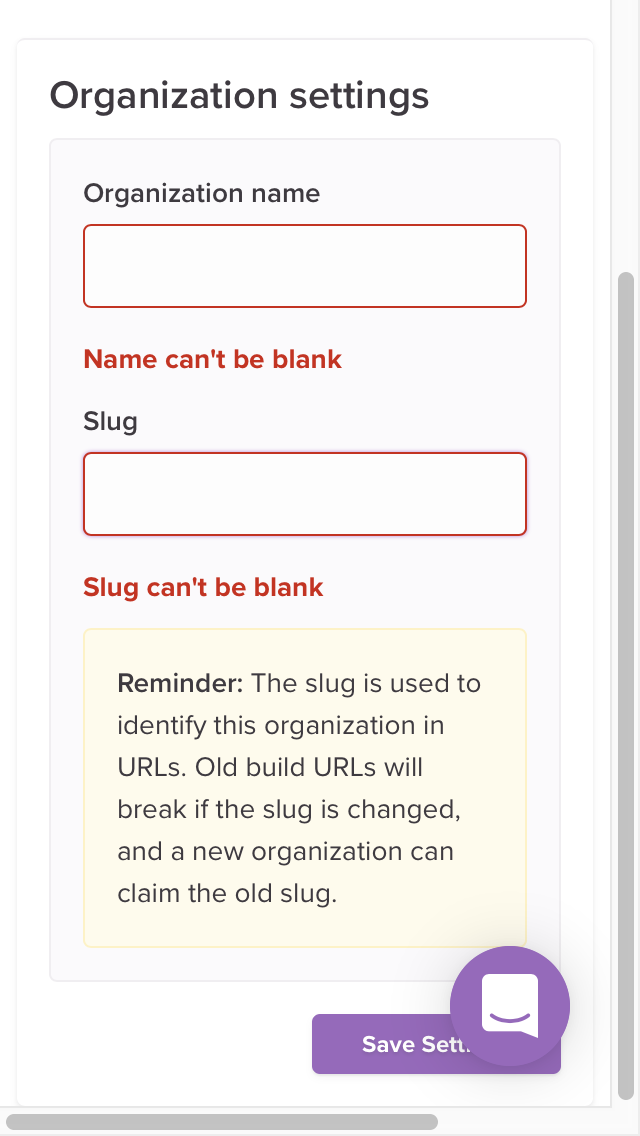 Organization settings
Organization name
Name can't be blank
Slug
Slug can't be blank
Reminder: The slug is used to
identify this organization in
URLs. Old build URLs will
break if the slug is changed,
and a new organization can
claim the old slug.
Save